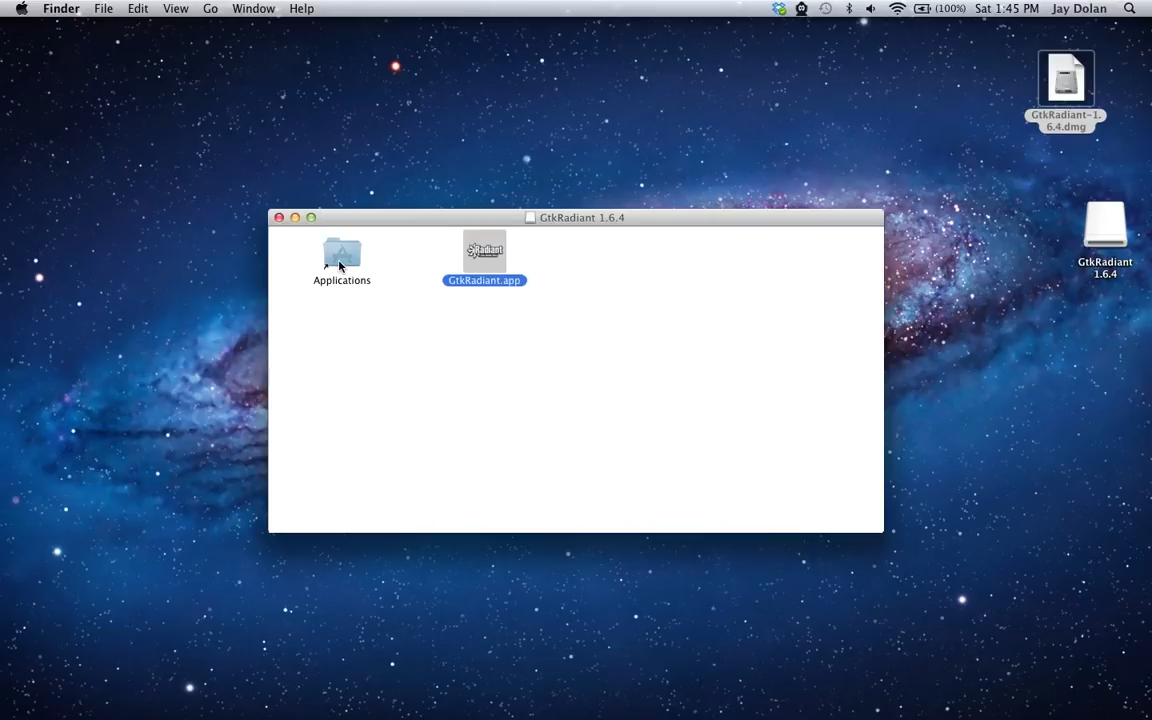 Finder File Edit View Go Window Help (100%) Sat 1:45 PM Jay Dolan
GtkRadiant-1.
6.4.dmg
GtkRadiant 1.6.4
Radiant
Applications
GtkRadiant.app
GtkRadiant
1.6.4